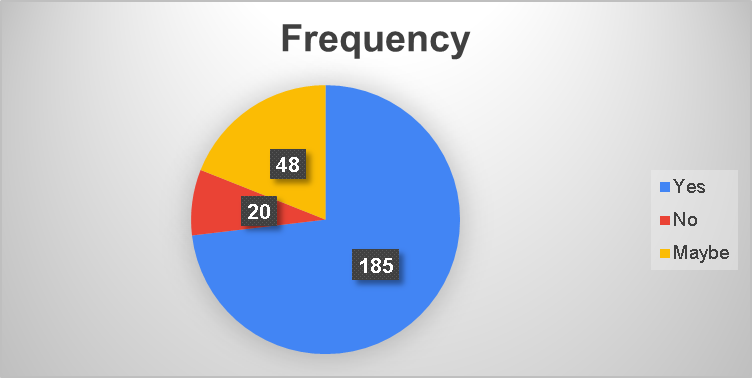 Frequency
48
20
185
Yes
No
Maybe